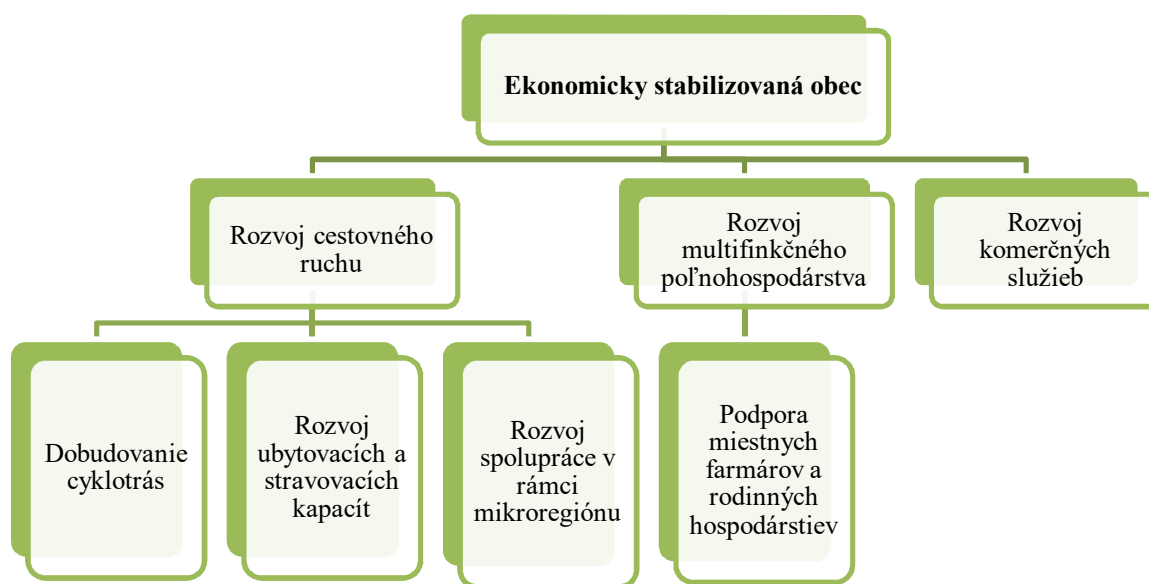 Ekonomicky stabilizovaná obec
Rozvoj cestovného
ruchu
Rozvoj
multifinkčného
poľnohospodárstva
Rozvoj
komerčných
služieb
Dobudovanie
cyklotrás
Rozvoj
ubytovacích a
stravovacích
kapacít
Rozvoj
spolupráce v
rámci
mikroregiónu
Podpora
miestnych
farmárov a
rodinných
hospodárstiev